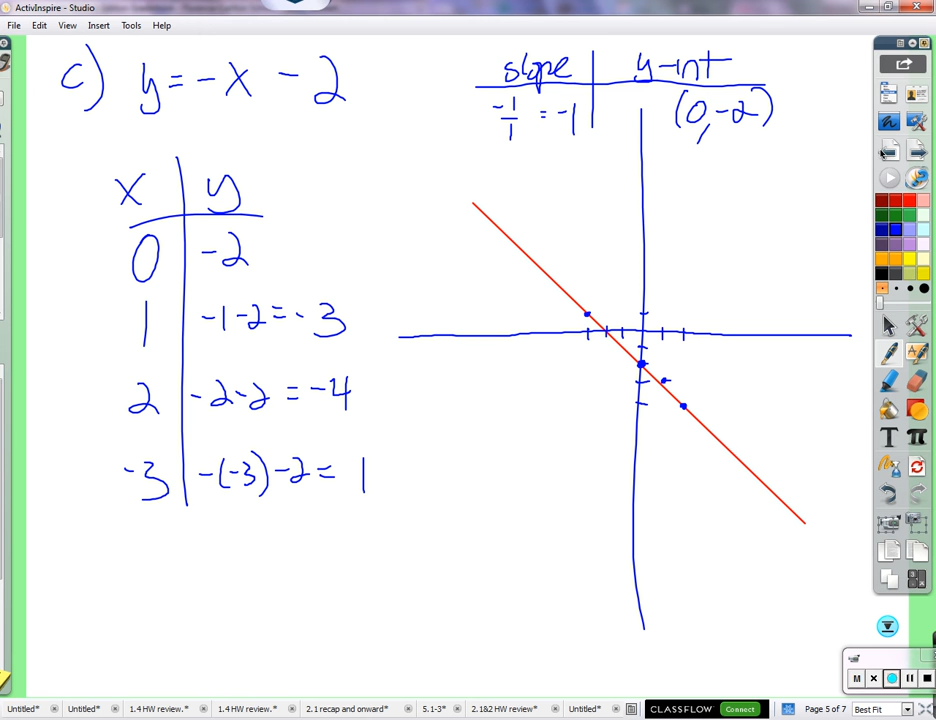 ActivInspire - Studio
File Edit View Insert Tools Help
c) y = -x - 2
slope y-int
-1/1 = -1 (0, -2)
x y
0 -2
1 -1-2=-3
2 -2-2=-4
-3 -(-3)-2=1
M
Untitled* Untitled* 1.4 HW review.* 1.4 HW review.* 2.1 recap and onward* 5.1-3* 2.1&2 HW review* Untitled* CLASSFLOW Connect Page 5 of 7 Best Fit